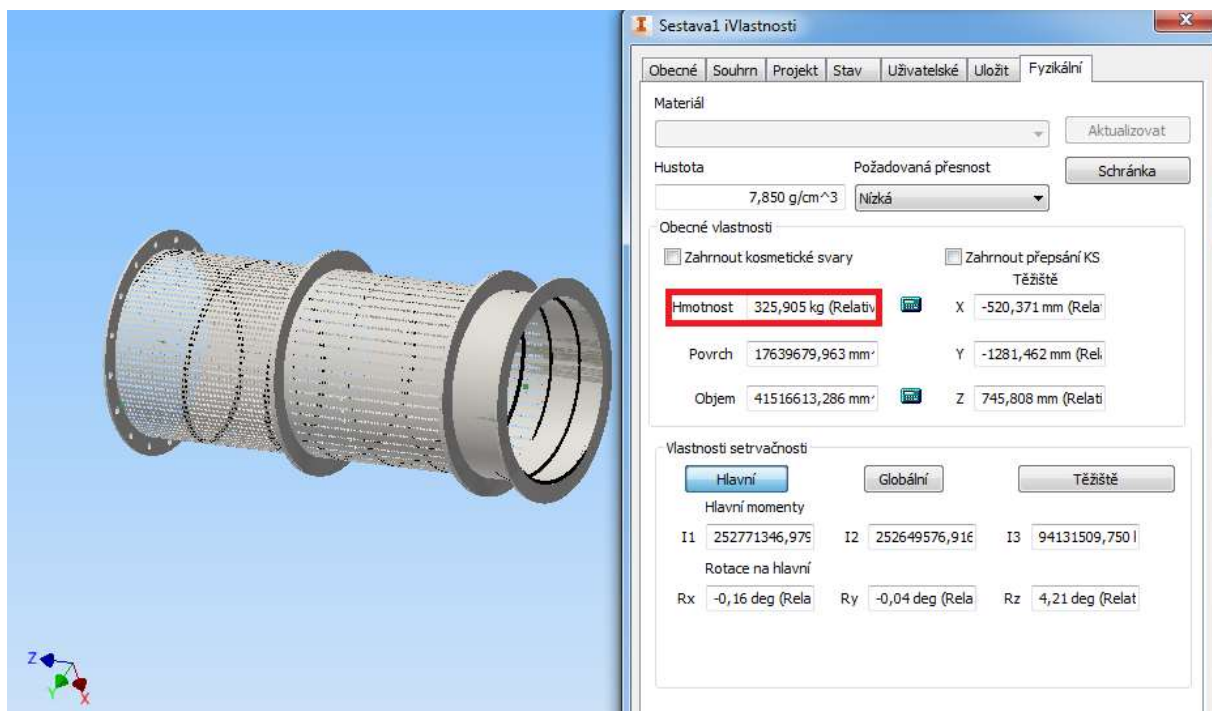 Sestava1 iVlastnosti
Obecné Souhrn Projekt Stav Uživatelské Uložit Fyzikální
Materiál
Aktualizovat
Hustota Požadovaná přesnost Schránka
7,850 g/cm^3 Nízká
Obecné vlastnosti
Zahrnout kosmetické svary Zahrnout přepsání KS
Těžiště
Hmotnost 325,905 kg (Relativ X -520,371 mm (Rela
Povrch 17639679,963 mm^ Y -1281,462 mm (Rel
Objem 41516613,286 mm^ Z 745,808 mm (Relati
Vlastnosti setrvačnosti
Hlavní Globální Těžiště
Hlavní momenty
I1 252771346,979 I2 252649576,916 I3 94131509,750
Rotace na hlavní
Rx -0,16 deg (Rela Ry -0,04 deg (Rela Rz 4,21 deg (Relat
Z
Y
X